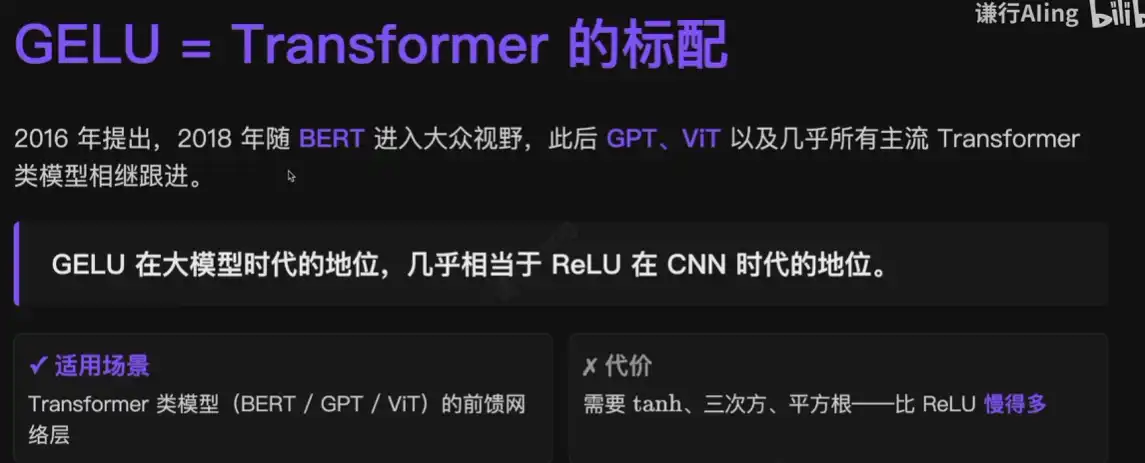 谦行AIing bilib
GELU = Transformer 的标配
2016 年提出，2018 年随 BERT 进入大众视野，此后 GPT、ViT 以及几乎所有主流 Transformer
类模型相继跟进。
GELU 在大模型时代的地位，几乎相当于 ReLU 在 CNN 时代的地位。
✓ 适用场景
Transformer 类模型（BERT / GPT / ViT）的前馈网
络层
✗ 代价
需要 tanh、三次方、平方根——比 ReLU 慢得多